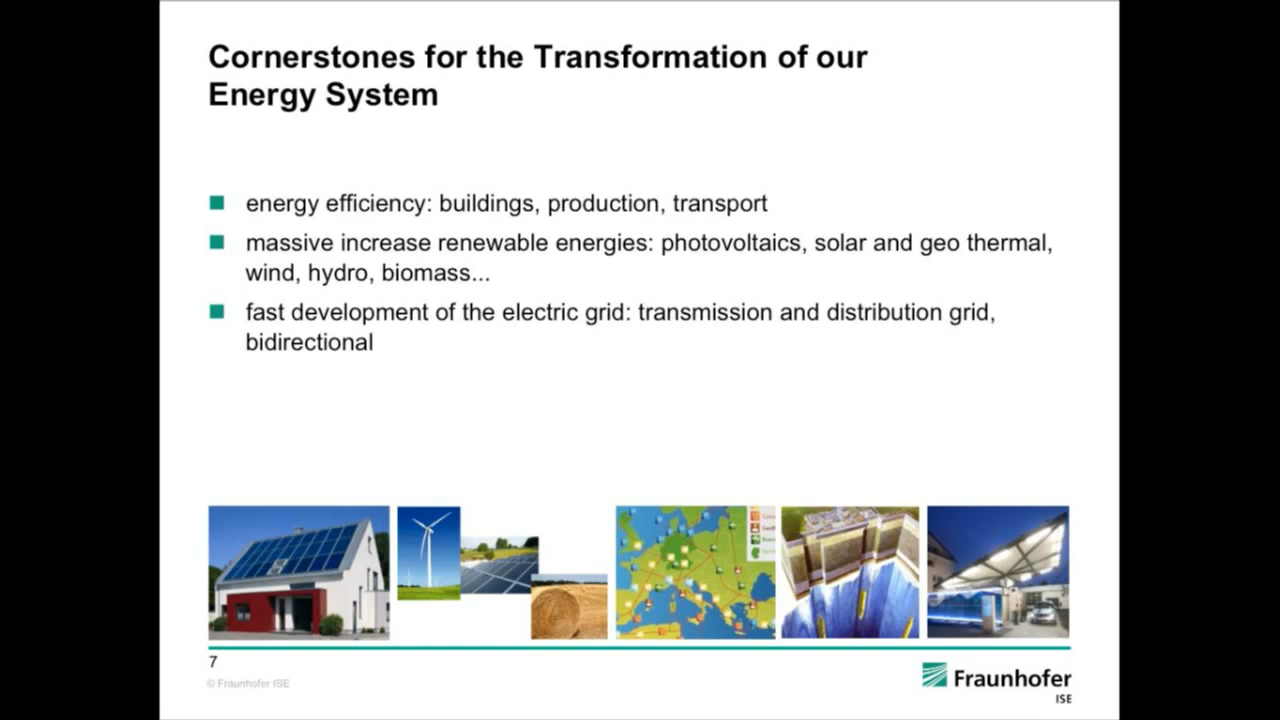 Cornerstones for the Transformation of our
Energy System
energy efficiency: buildings, production, transport
massive increase renewable energies: photovoltaics, solar and geo thermal,
wind, hydro, biomass...
fast development of the electric grid: transmission and distribution grid,
bidirectional
7
© Fraunhofer ISE
Fraunhofer
ISE